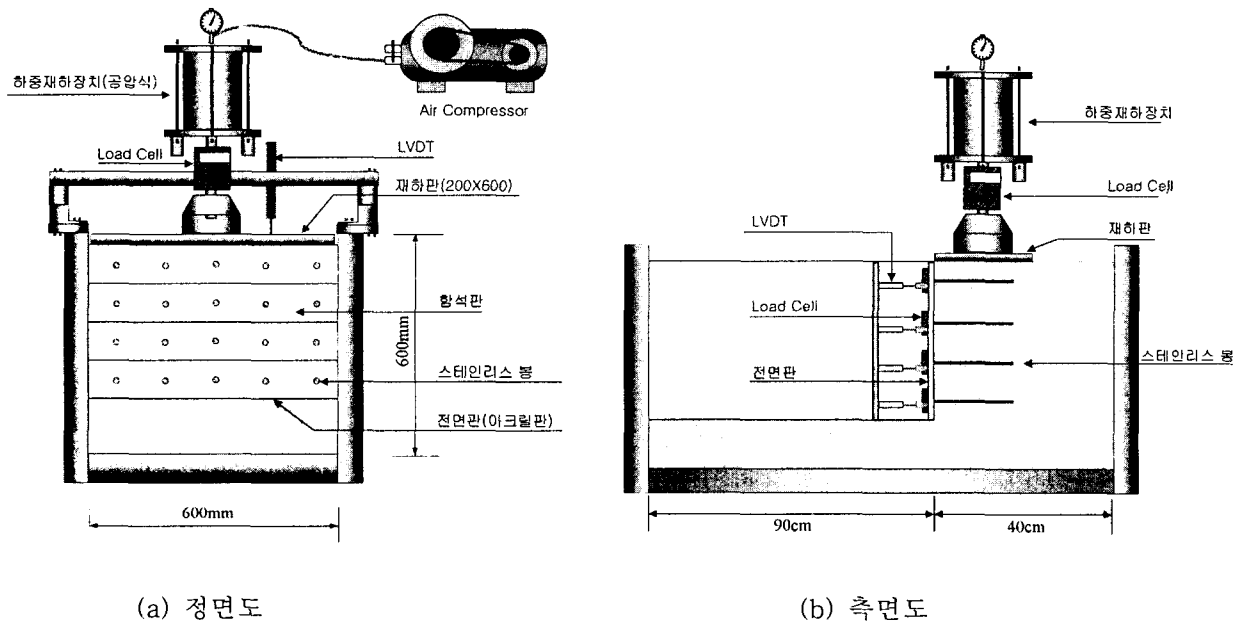 하중재하장치(공압식)
Air Compressor
Load Cell
LVDT
재하판(200X600)
함석판
600mm
스테인리스 봉
전면판(아크릴판)
600mm
(a) 정면도
하중재하장치
Load Cell
LVDT
재하판
Load Cell
스테인리스 봉
전면판
90cm
40cm
(b) 측면도